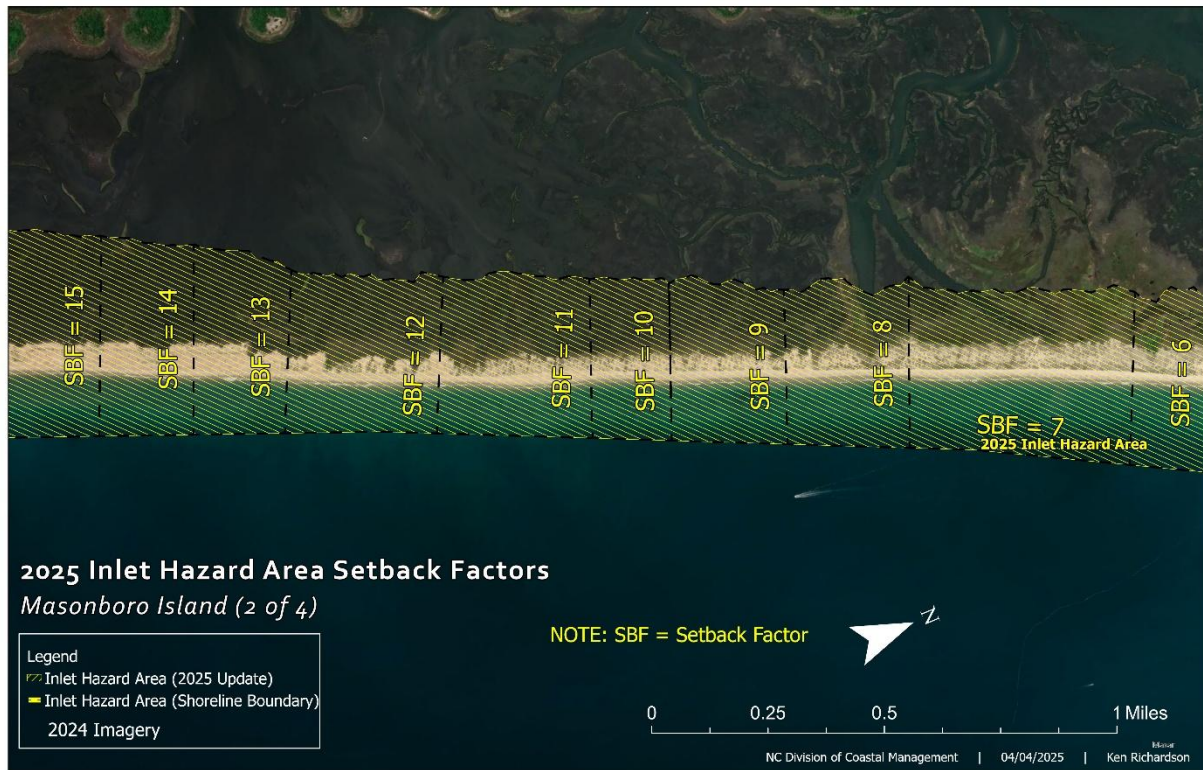 SBF = 15
SBF = 14
SBF = 13
SBF = 12
SBF = 11
SBF = 10
SBF = 9
SBF = 8
SBF = 7
2025 Inlet Hazard Area
SBF = 6
2025 Inlet Hazard Area Setback Factors
Masonboro Island (2 of 4)
NOTE: SBF = Setback Factor
N
Legend
Inlet Hazard Area (2025 Update)
Inlet Hazard Area (Shoreline Boundary)
2024 Imagery
0 0.25 0.5 1 Miles
Maxar
NC Division of Coastal Management | 04/04/2025 | Ken Richardson